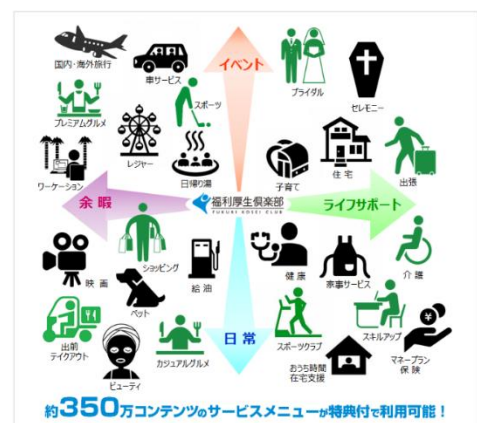 イベント
国内・海外旅行
車サービス
スポーツ
ブライダル
セレモニー
プレミアムグルメ
レジャー
日帰り湯
子育て
住宅
出張
ワーケーション
余暇
福利厚生倶楽部
FUKURI KOSEI CLUB
ライフサポート
映画
ショッピング
ペット
給油
健康
家事サービス
介護
出前
テイクアウト
ビューティ
カジュアルグルメ
日常
スポーツクラブ
おうち時間
在宅支援
スキルアップ
マネープラン
保険
¥
約350万コンテンツのサービスメニューが特典付で利用可能!